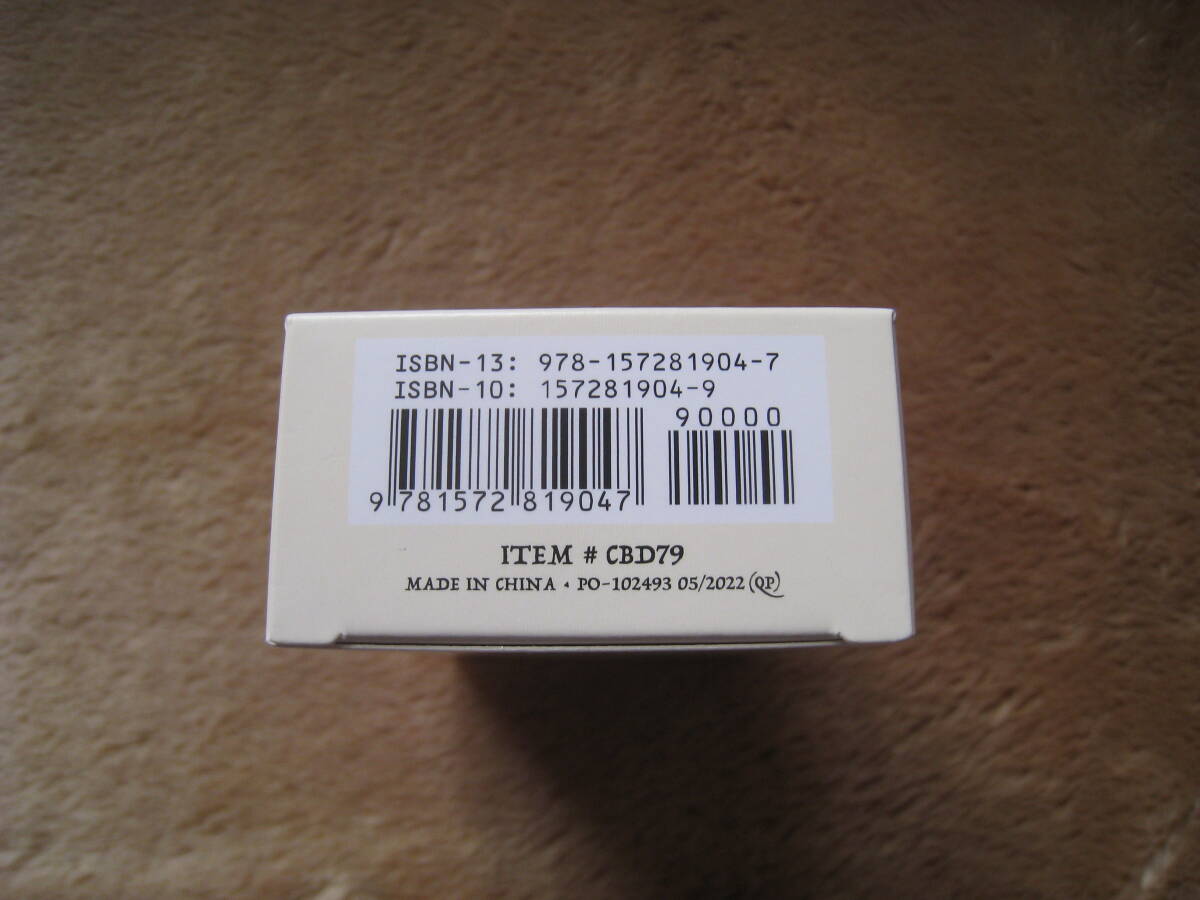 ISBN-13: 978-157281904-7
ISBN-10: 157281904-9
90000
9 781572 819047
ITEM # CBD79
MADE IN CHINA • PO-102493 05/2022 (QP)